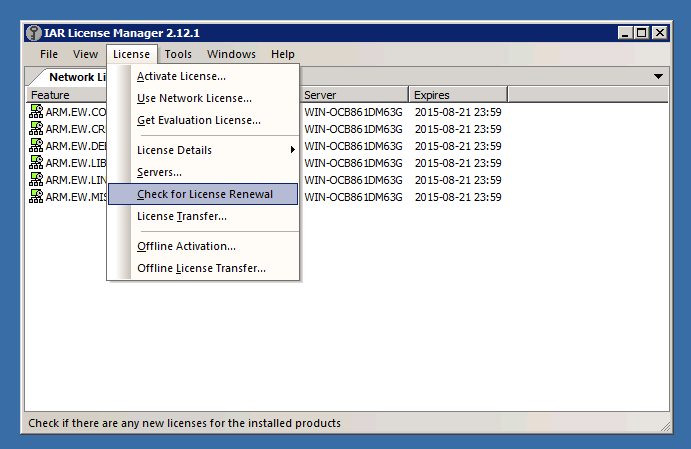 IAR License Manager 2.12.1
File View License Tools Windows Help
Network Li
Activate License...
Use Network License...
Get Evaluation License...
License Details
Servers...
Check for License Renewal
License Transfer...
Offline Activation...
Offline License Transfer...
Feature Server Expires
ARM.EW.CO WIN-OCB861DM63G 2015-08-21 23:59
ARM.EW.CR WIN-OCB861DM63G 2015-08-21 23:59
ARM.EW.DE WIN-OCB861DM63G 2015-08-21 23:59
ARM.EW.LIB WIN-OCB861DM63G 2015-08-21 23:59
ARM.EW.LIN WIN-OCB861DM63G 2015-08-21 23:59
ARM.EW.MIS WIN-OCB861DM63G 2015-08-21 23:59
Check if there are any new licenses for the installed products